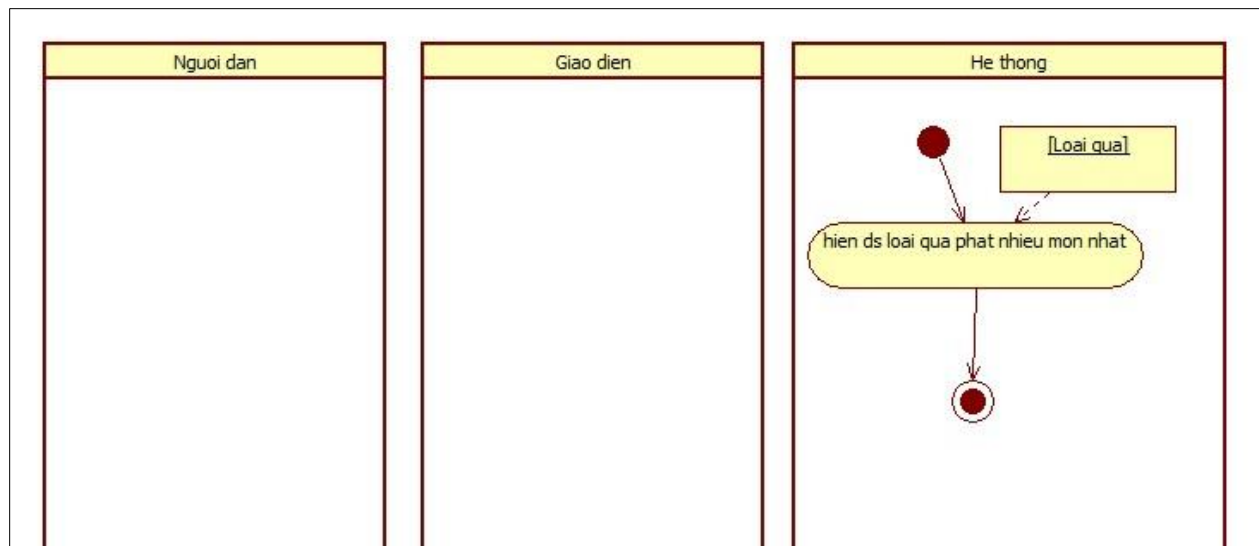 Nguoi dan
Giao dien
He thong
[Loai qua]
hien ds loai qua phat nhieu mon nhat